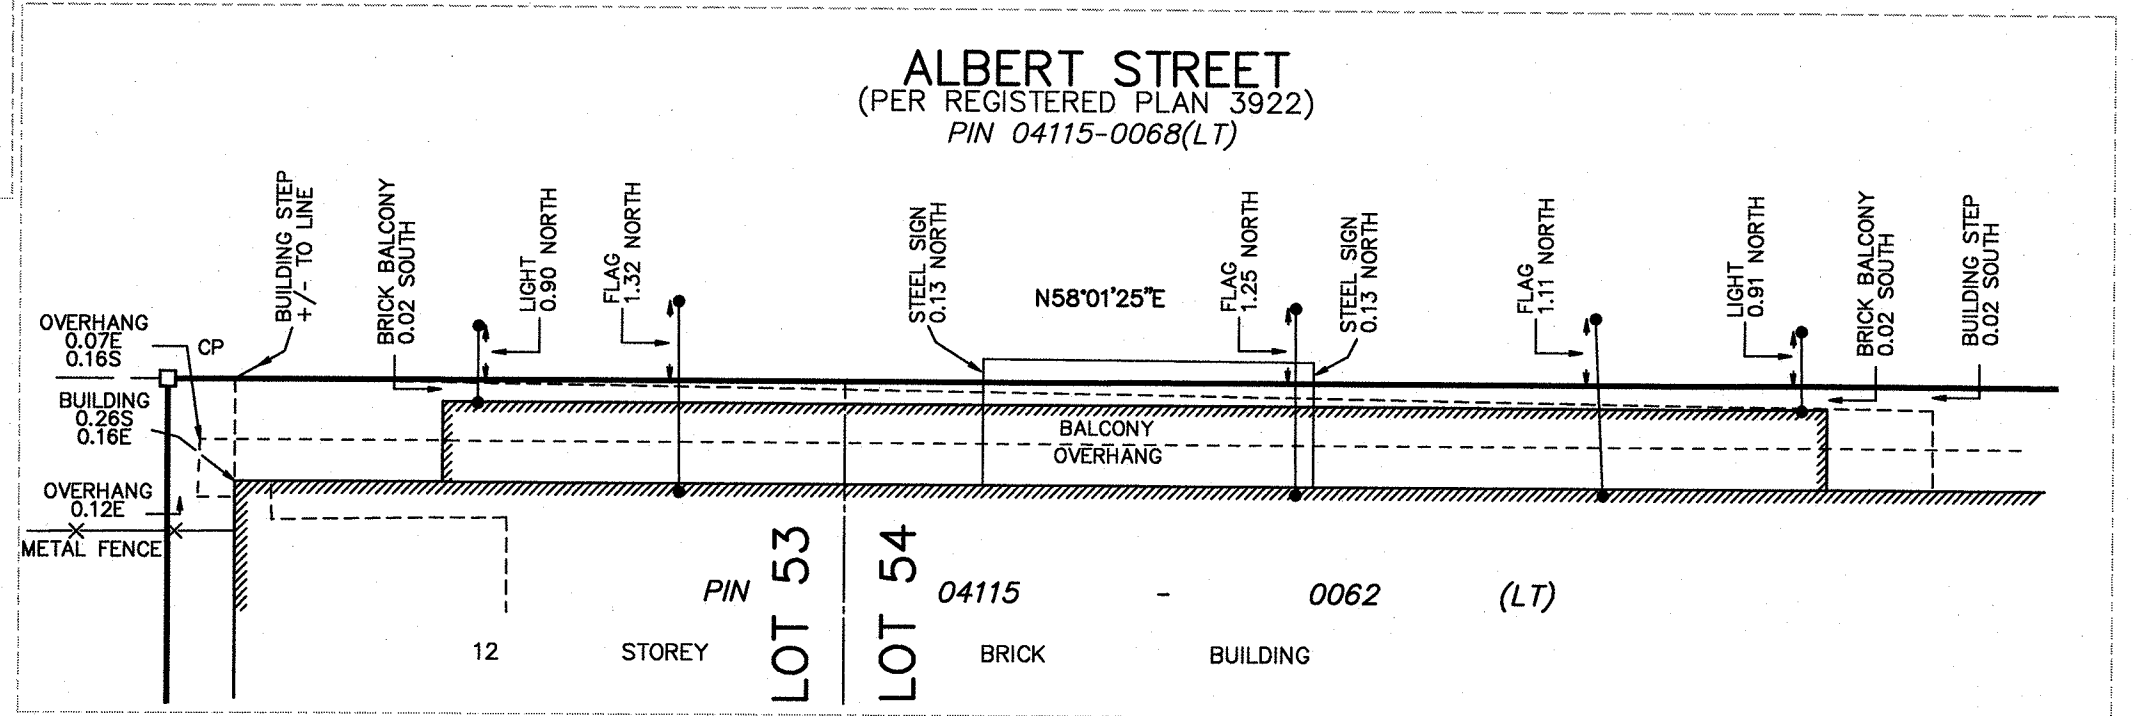 ALBERT STREET
(PER REGISTERED PLAN 3922)
PIN 04115-0068(LT)
BUILDING STEP
+/- TO LINE
BRICK BALCONY
0.02 SOUTH
LIGHT
0.90 NORTH
FLAG
1.32 NORTH
STEEL SIGN
0.13 NORTH
N58°01'25"E
FLAG
1.25 NORTH
STEEL SIGN
0.13 NORTH
FLAG
1.11 NORTH
LIGHT
0.91 NORTH
BRICK BALCONY
0.02 SOUTH
BUILDING STEP
0.02 SOUTH
OVERHANG
0.07E
0.16S
CP
BUILDING
0.26S
0.16E
BALCONY
OVERHANG
OVERHANG
0.12E
METAL FENCE
LOT 53
LOT 54
PIN 04115 - 0062 (LT)
12 STOREY BRICK BUILDING